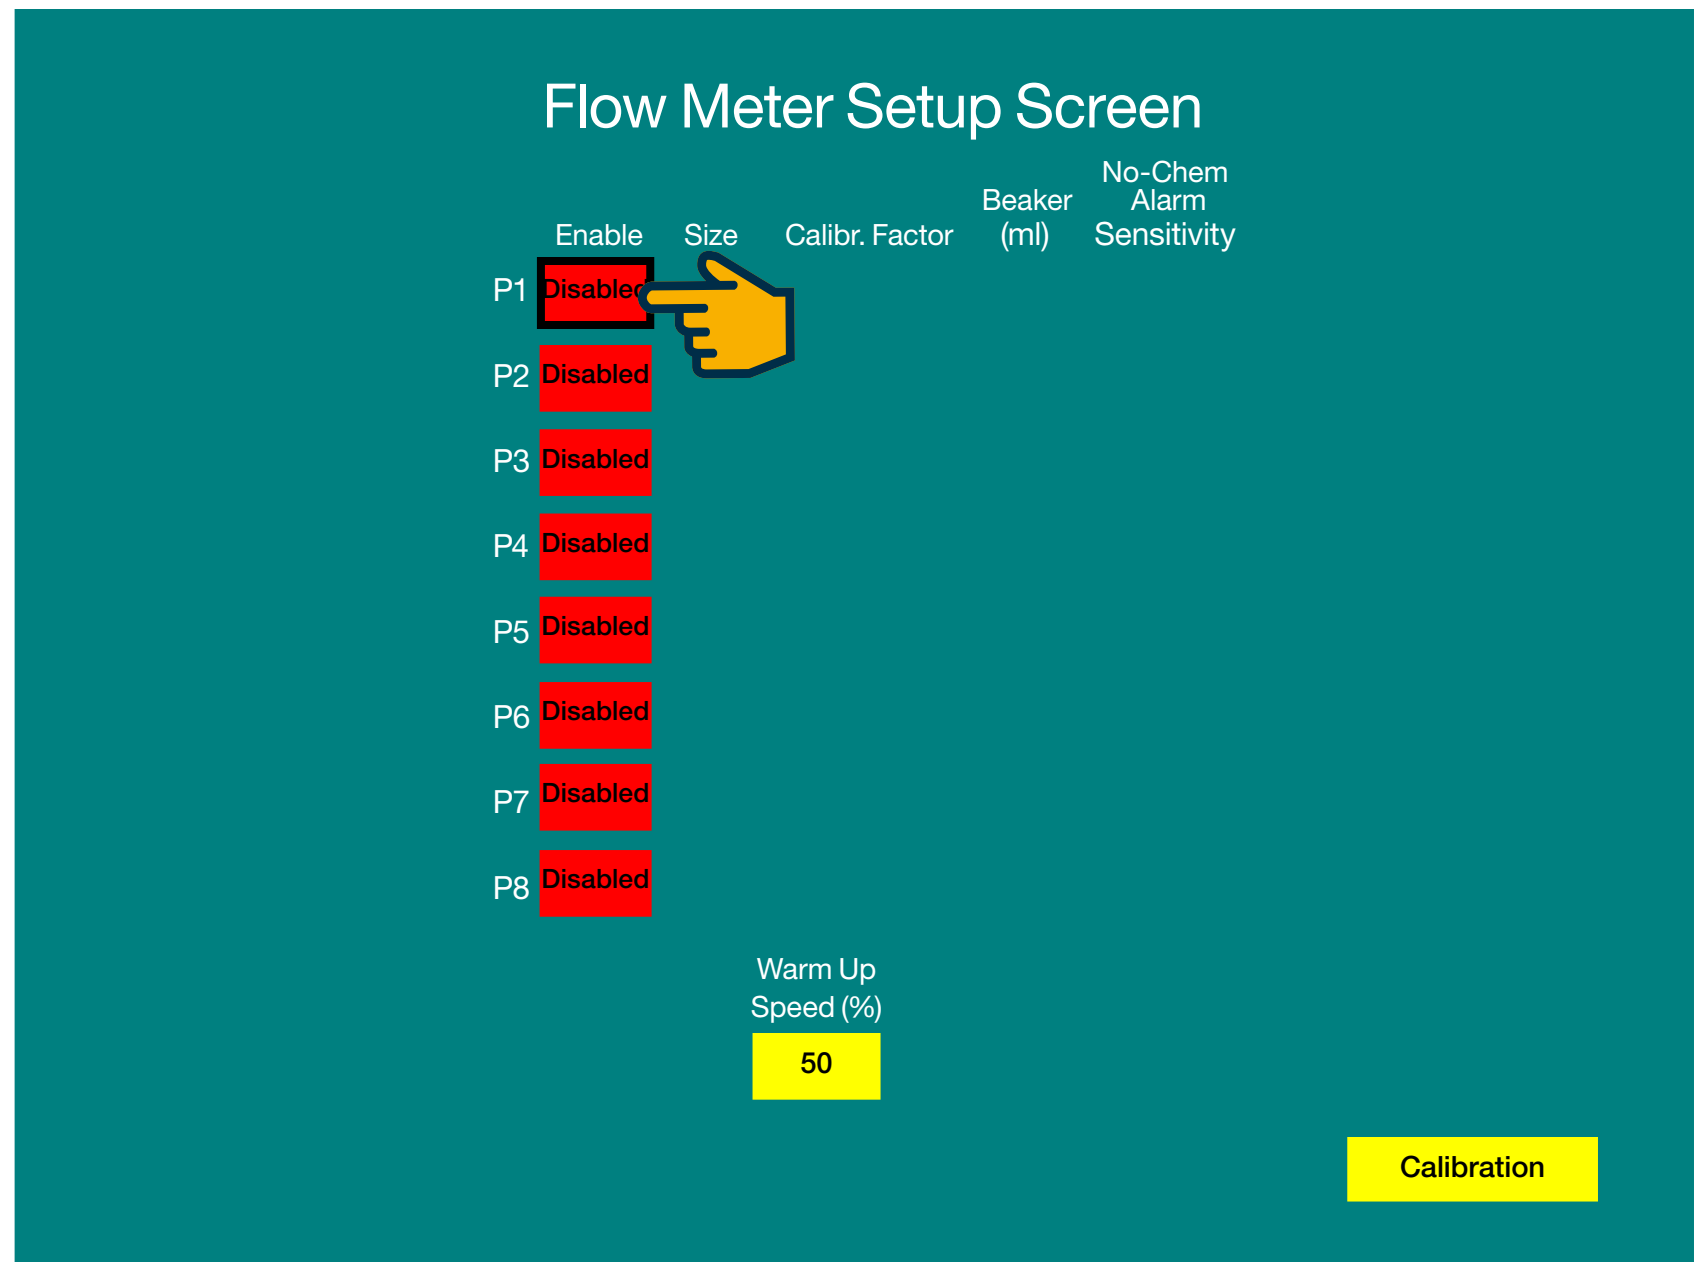 Flow Meter Setup Screen
No-Chem
Beaker Alarm
Enable Size Calibr. Factor (ml) Sensitivity
P1 Disabled
P2 Disabled
P3 Disabled
P4 Disabled
P5 Disabled
P6 Disabled
P7 Disabled
P8 Disabled
Warm Up
Speed (%)
50
Calibration